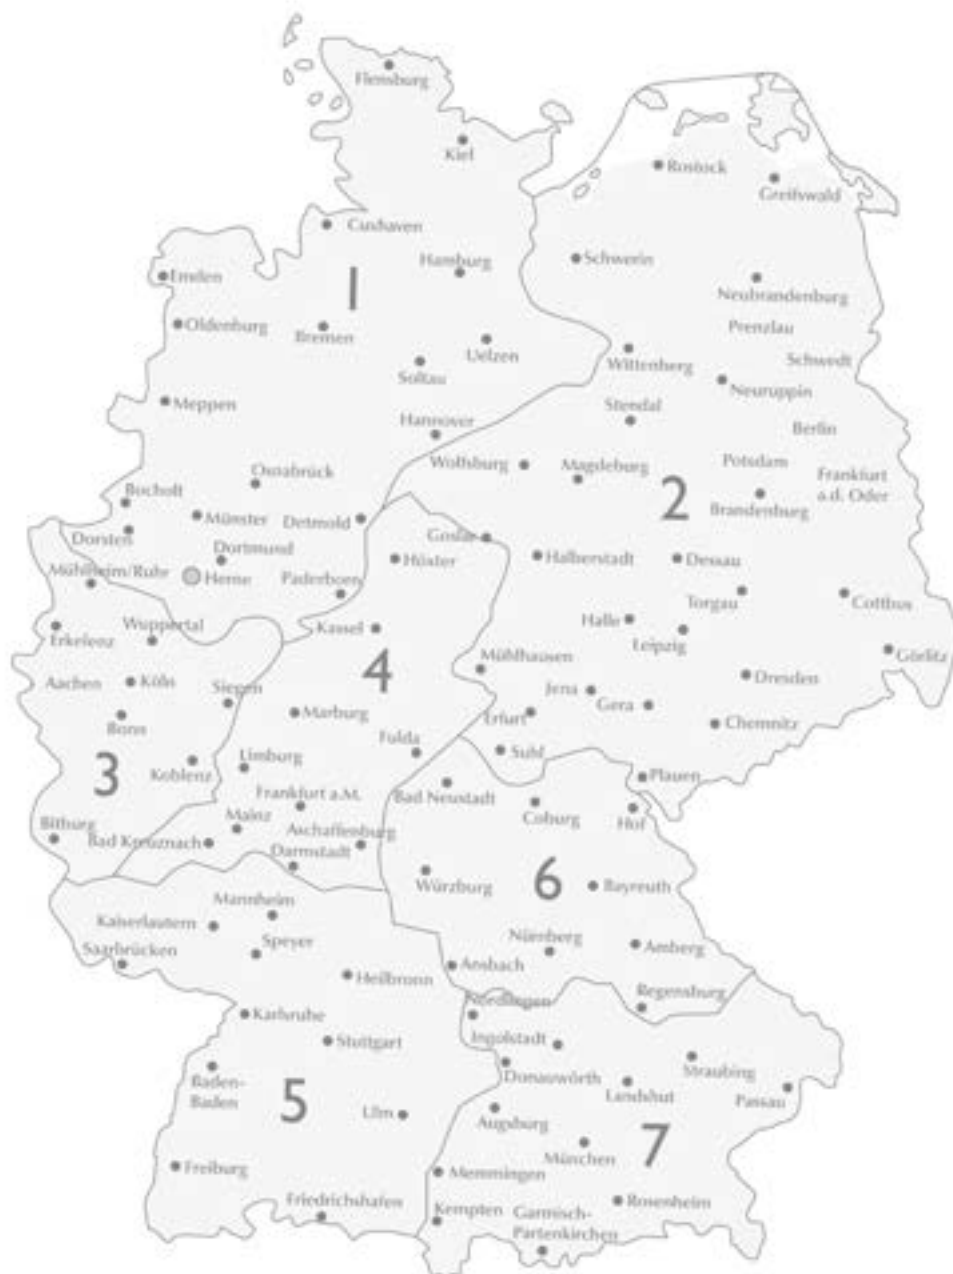 Flensburg
Kiel
Rostock
Greifswald
Cuxhaven
Schwerin
Hamburg
Emden
1
Neubrandenburg
Oldenburg
Bremen
Prenzlau
Uelzen
Wittenberg
Schwedt
Soltau
Neuruppin
Meppen
Stendal
Hannover
Berlin
Wolfsburg
Magdeburg
Potsdam
Osnabrück
Frankfurt
a.d. Oder
Bocholt
2
Brandenburg
Münster
Detmold
Dorsten
Goslar
Dortmund
Höxter
Halberstadt
Dessau
Mühlheim/Ruhr
Herne
Paderborn
Torgau
Cottbus
Erkelenz
Wuppertal
Kassel
Halle
Leipzig
Görlitz
Mühlhausen
4
Aachen
Köln
Siegen
Jena
Dresden
Marburg
Erfurt
Gera
Bonn
Chemnitz
Fulda
Suhl
3
Koblenz
Limburg
Plauen
Frankfurt a.M.
Bad Neustadt
Coburg
Hof
Mainz
Bitburg
Bad Kreuznach
Aschaffenburg
Darmstadt
Würzburg
6
Bayreuth
Mannheim
Kaiserlautern
Speyer
Nürnberg
Amberg
Saarbrücken
Ansbach
Heilbronn
Regensburg
Nördlingen
Karlsruhe
Stuttgart
Ingolstadt
Straubing
Donauwörth
Baden-
Baden
5
Landshut
Passau
Ulm
Augsburg
7
München
Freiburg
Memmingen
Friedrichshafen
Rosenheim
Kempten
Garmisch-
Partenkirchen